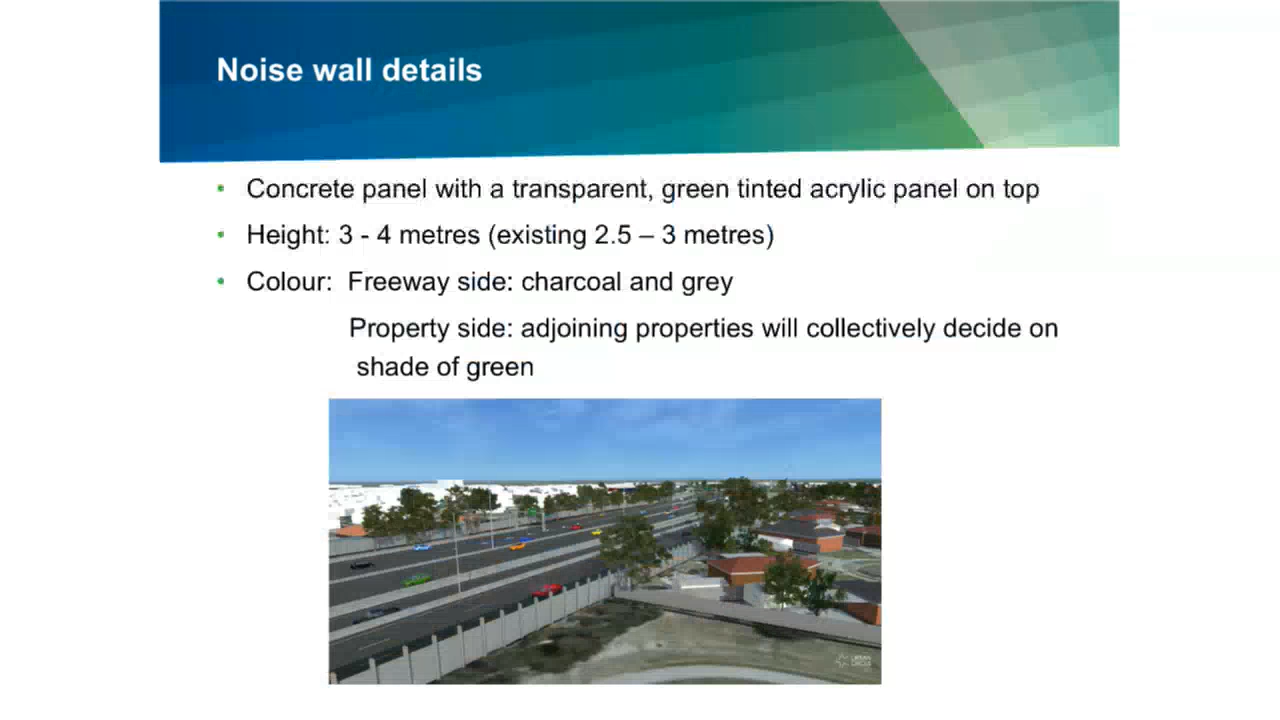 Noise wall details
• Concrete panel with a transparent, green tinted acrylic panel on top
• Height: 3 - 4 metres (existing 2.5 – 3 metres)
• Colour:  Freeway side: charcoal and grey
Property side: adjoining properties will collectively decide on
shade of green
URBAN
CIRCUS